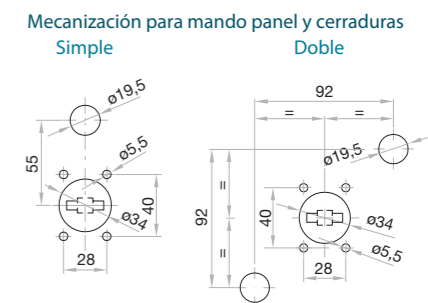 Mecanización para mando panel y cerraduras
Simple
Doble
ø19,5
ø5,5
55
40
ø34
28
92
=
=
ø19,5
92
=
=
40
ø34
ø5,5
28